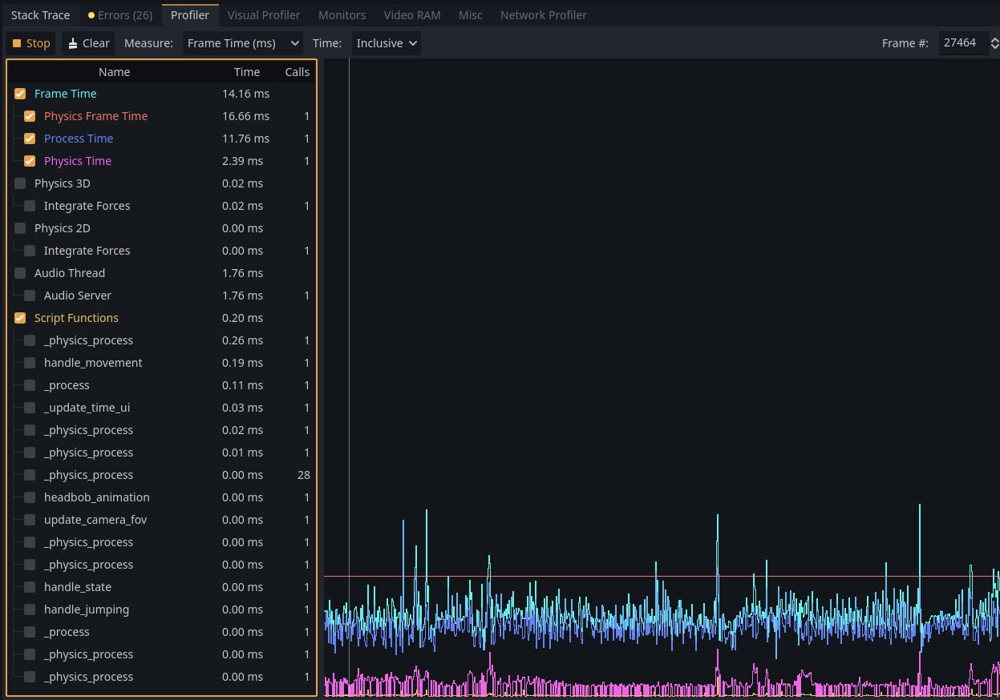 Stack Trace Errors (26) Profiler Visual Profiler Monitors Video RAM Misc Network Profiler
Stop Clear Measure: Frame Time (ms) Time: Inclusive Frame #: 27464
Name Time Calls
Frame Time 14.16 ms
Physics Frame Time 16.66 ms 1
Process Time 11.76 ms 1
Physics Time 2.39 ms 1
Physics 3D 0.02 ms
Integrate Forces 0.02 ms 1
Physics 2D 0.00 ms
Integrate Forces 0.00 ms 1
Audio Thread 1.76 ms
Audio Server 1.76 ms 1
Script Functions 0.20 ms
_physics_process 0.26 ms 1
handle_movement 0.19 ms 1
_process 0.11 ms 1
_update_time_ui 0.03 ms 1
_physics_process 0.02 ms 1
_physics_process 0.01 ms 1
_physics_process 0.00 ms 28
headbob_animation 0.00 ms 1
update_camera_fov 0.00 ms 1
_physics_process 0.00 ms 1
_physics_process 0.00 ms 1
handle_state 0.00 ms 1
handle_jumping 0.00 ms 1
_process 0.00 ms 1
_physics_process 0.00 ms 1
_physics_process 0.00 ms 1